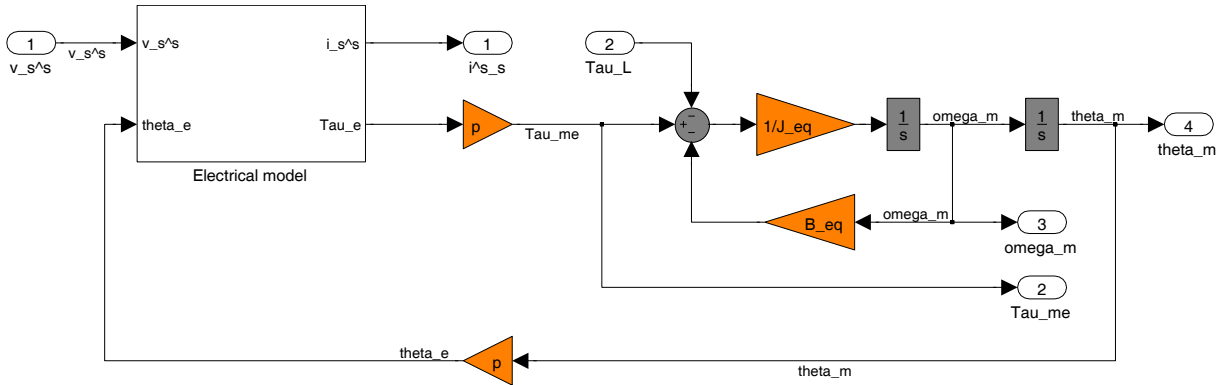 1
v_s^s
v_s^s
v_s^s
i_s^s
1
i^s_s
2
Tau_L
theta_e
Tau_e
Electrical model
p
Tau_me
+
−
−
1/J_eq
1
s
omega_m
1
s
theta_m
4
theta_m
B_eq
omega_m
3
omega_m
2
Tau_me
theta_e
p
theta_m